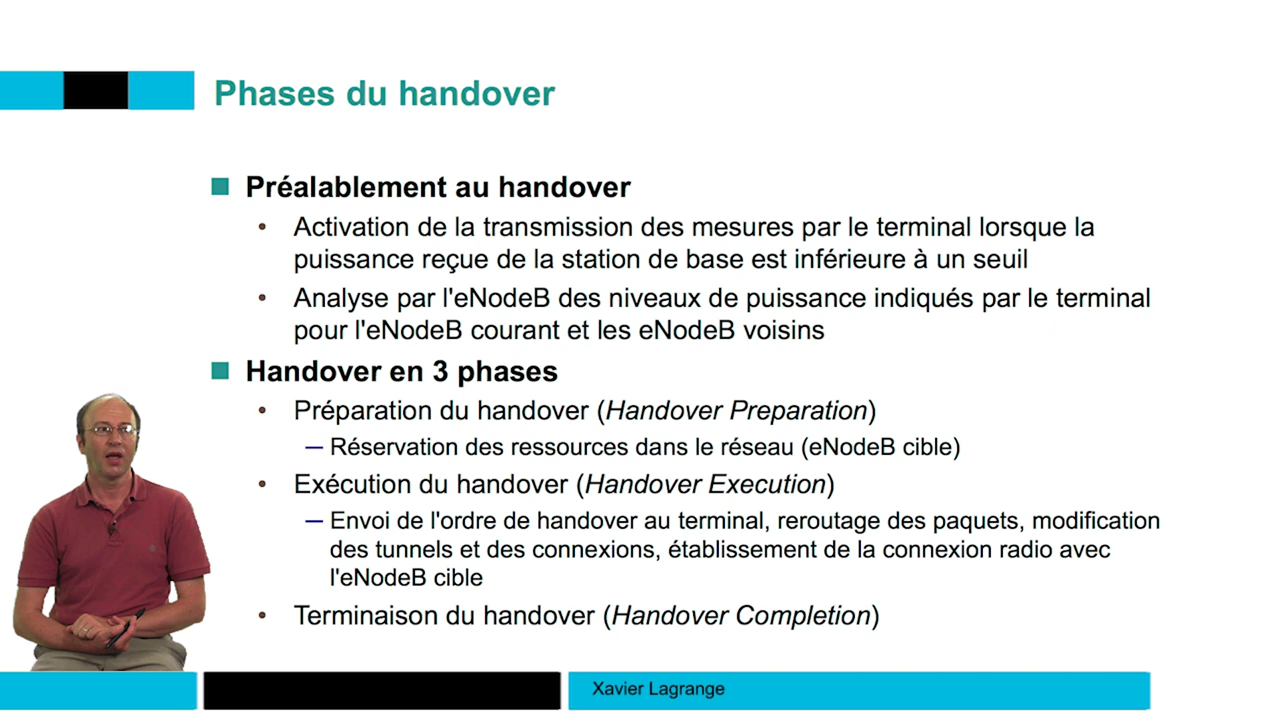 Phases du handover
Préalablement au handover
Activation de la transmission des mesures par le terminal lorsque la
puissance reçue de la station de base est inférieure à un seuil
Analyse par l'eNodeB des niveaux de puissance indiqués par le terminal
pour l'eNodeB courant et les eNodeB voisins
Handover en 3 phases
Préparation du handover (Handover Preparation)
— Réservation des ressources dans le réseau (eNodeB cible)
Exécution du handover (Handover Execution)
— Envoi de l'ordre de handover au terminal, reroutage des paquets, modification
des tunnels et des connexions, établissement de la connexion radio avec
l'eNodeB cible
Terminaison du handover (Handover Completion)
Xavier Lagrange